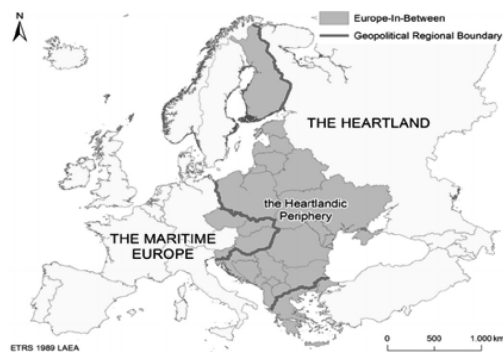 N
Europe-In-Between
Geopolitical Regional Boundary
THE HEARTLAND
the Heartlandic
Periphery
THE MARITIME
EUROPE
ETRS 1989 LAEA
0 500 1.000 km